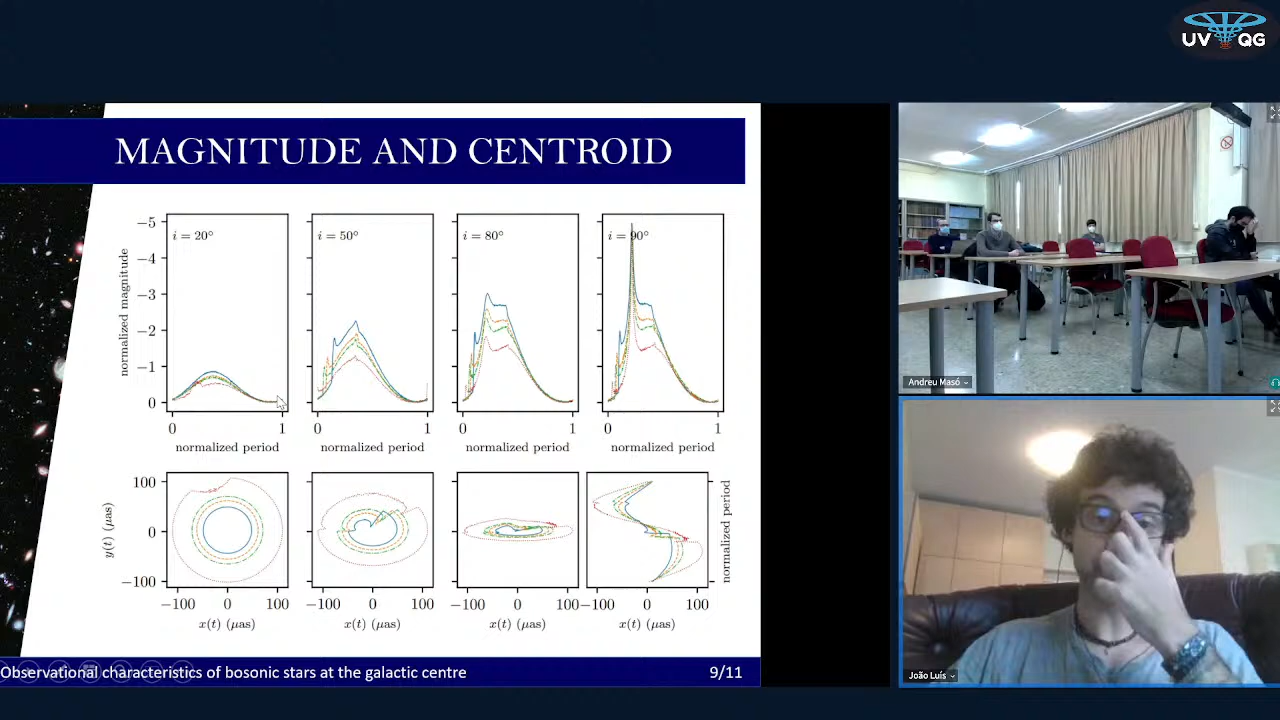 UV QG
MAGNITUDE AND CENTROID
normalized magnitude
−5
−4
−3
−2
−1
0
i = 20°
i = 50°
i = 80°
i = 90°
0 1
0 1
0 1
0 1
normalized period
normalized period
normalized period
normalized period
y(t) (μas)
100
0
−100
normalized period
−100 0 100
−100 0 100
−100 0 100
−100 0 100
x(t) (μas)
x(t) (μas)
x(t) (μas)
x(t) (μas)
Observational characteristics of bosonic stars at the galactic centre
9/11
Andreu Masó
João Luís